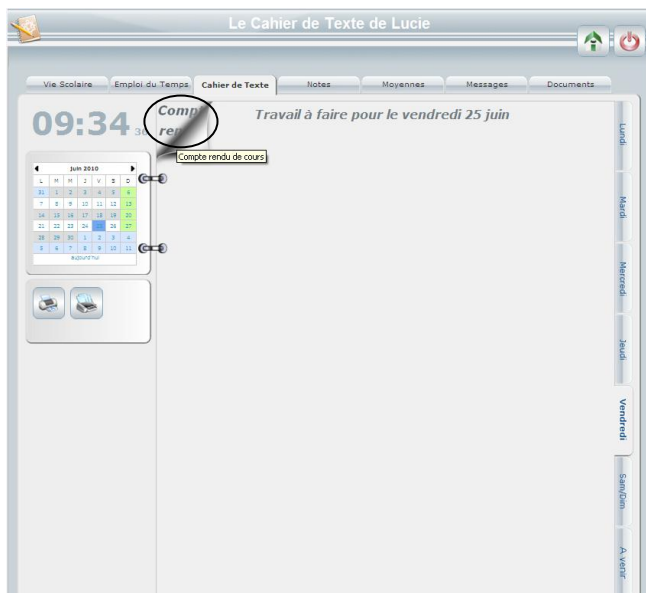 Le Cahier de Texte de Lucie
Vie Scolaire Emploi du Temps Cahier de Texte Notes Moyennes Messages Documents
09:34 36
Compt
ren
Travail à faire pour le vendredi 25 juin
Compte rendu de cours
Juin 2010
L M M J V S D
31 1 2 3 4 5 6
7 8 9 10 11 12 13
14 15 16 17 18 19 20
21 22 23 24 25 26 27
28 29 30 1 2 3 4
5 6 7 8 9 10 11
aujourd'hui
Lundi
Mardi
Mercredi
Jeudi
Vendredi
Sam/Dim
A venir